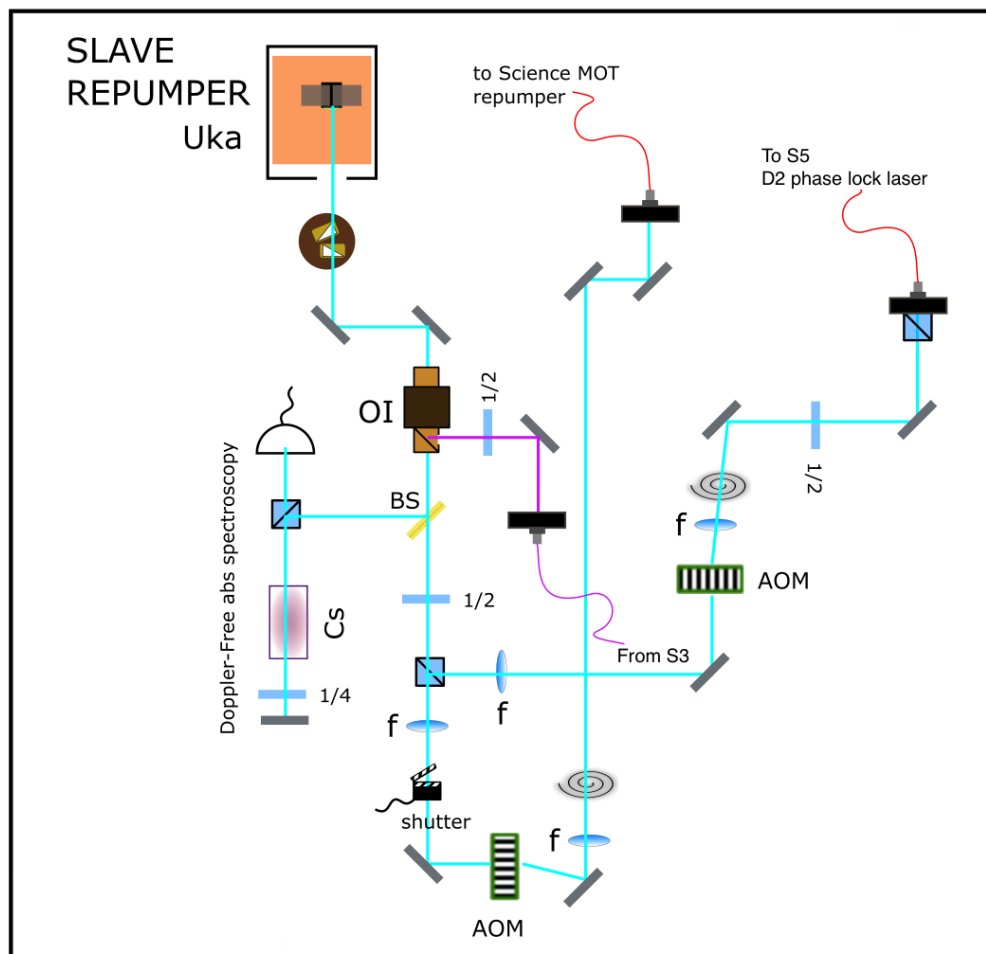 SLAVE
REPUMPER
Uka
to Science MOT
repumper
To S5
D2 phase lock laser
OI
1/2
BS
1/2
f
AOM
Doppler-Free abs spectroscopy
Cs
1/2
From S3
1/4
f
f
shutter
f
AOM